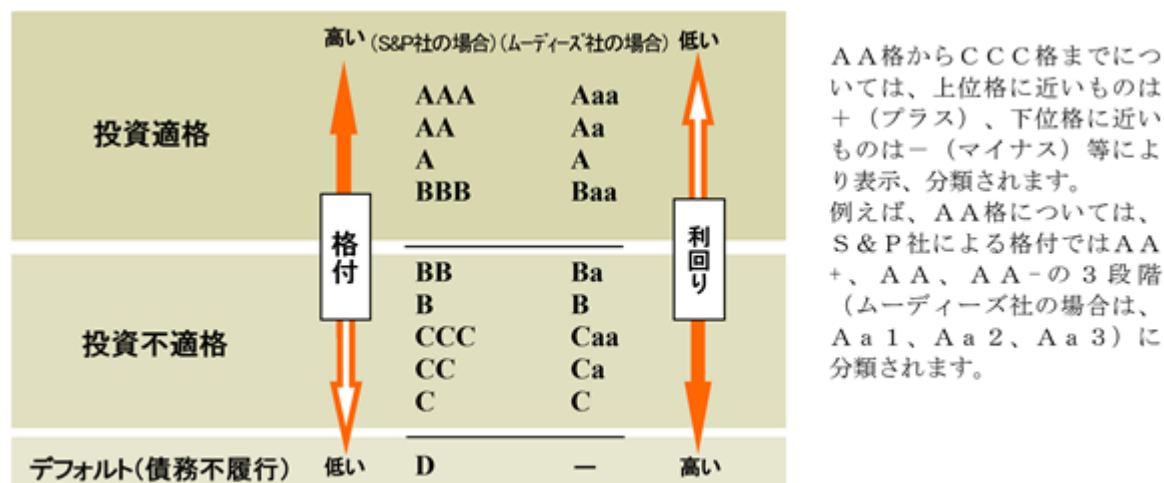 高い (S&P社の場合) (ムーディーズ社の場合) 低い
投資適格
AAA Aaa
AA Aa
A A
BBB Baa
格付
利回り
投資不適格
BB Ba
B B
CCC Caa
CC Ca
C C
デフォルト(債務不履行) 低い D − 高い
AA格からCCC格までにつ
いては、上位格に近いものは
+(プラス)、下位格に近い
ものは−(マイナス)等によ
り表示、分類されます。
例えば、AA格については、
S&P社による格付ではAA
+、AA、AA-の3段階
(ムーディーズ社の場合は、
Aa1、Aa2、Aa3)に
分類されます。